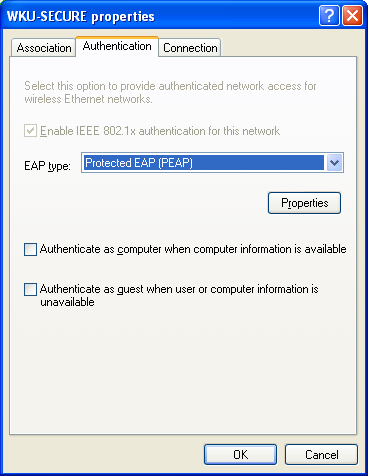 WKU-SECURE properties
Association Authentication Connection
Select this option to provide authenticated network access for
wireless Ethernet networks.
Enable IEEE 802.1x authentication for this network
EAP type: Protected EAP (PEAP)
Properties
Authenticate as computer when computer information is available
Authenticate as guest when user or computer information is
unavailable
OK Cancel